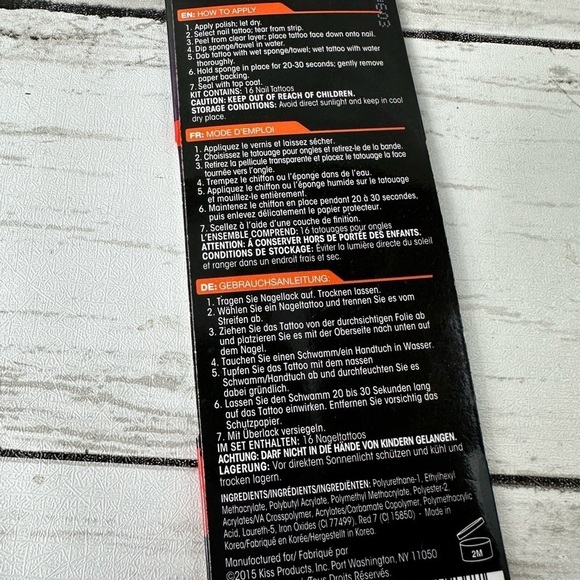 EN: HOW TO APPLY
1. Apply polish; let dry.
2. Select nail tattoo; tear from strip.
3. Peel from clear layer; place tattoo face down onto nail.
4. Dip sponge/towel in water.
5. Dab tattoo with wet sponge/towel; wet tattoo with water
thoroughly.
6. Hold sponge in place for 20-30 seconds; gently remove
paper backing.
7. Seal with top coat.
KIT CONTAINS: 16 Nail Tattoos
CAUTION: KEEP OUT OF REACH OF CHILDREN.
STORAGE CONDITIONS: Avoid direct sunlight and keep in cool
dry place.
FR: MODE D'EMPLOI
1. Appliquez le vernis et laissez sécher.
2. Choisissez le tatouage pour ongles et retirez-le de la bande.
3. Retirez la pellicule transparente et placez le tatouage la face
tournée vers l'ongle.
4. Trempez le chiffon ou l'éponge dans de l'eau.
5. Appliquez le chiffon ou l'éponge humide sur le tatouage
et mouillez-le entièrement.
6. Maintenez le chiffon en place pendant 20 à 30 secondes,
puis enlevez délicatement le papier protecteur.
7. Scellez à l'aide d'une couche de finition.
L'ENSEMBLE COMPREND: 16 tatouages pour ongles
ATTENTION: À CONSERVER HORS DE PORTÉE DES ENFANTS.
CONDITIONS DE STOCKAGE: Éviter la lumière directe du soleil
et ranger dans un endroit frais et sec.
DE: GEBRAUCHSANLEITUNG:
1. Tragen Sie Nagellack auf. Trocknen lassen.
2. Wählen Sie ein Nageltattoo und trennen Sie es vom
Streifen ab.
3. Ziehen Sie das Tattoo von der durchsichtigen Folie ab
und platzieren Sie es mit der Oberseite nach unten auf
dem Nagel.
4. Tauchen Sie einen Schwamm/ein Handtuch in Wasser.
5. Tupfen Sie das Tattoo mit dem nassen
Schwamm/Handtuch ab und durchfeuchten Sie es
dabei gründlich.
6. Lassen Sie den Schwamm 20 bis 30 Sekunden lang
auf das Tattoo einwirken. Entfernen Sie vorsichtig das
Schutzpapier.
7. Mit Überlack versiegeln.
IM SET ENTHALTEN: 16 Nageltattoos
ACHTUNG: DARF NICHT IN DIE HÄNDE VON KINDERN GELANGEN.
LAGERUNG: Vor direktem Sonnenlicht schützen und kühl und
trocken lagern.
INGREDIENTS/INGRÉDIENTS/INGREDIENTEN: Polyurethane-1, Ethylhexyl
Methacrylate, Polybutyl Acrylate, Polymethyl Methacrylate, Polyester-2,
Acrylates/VA Crosspolymer, Acrylates/Carbamate Copolymer, Polymethacrylic
Acid, Laureth-5, Iron Oxides (CI 77499), Red 7 (CI 15850) - Made in
Korea/Fabriqué en Korée/Hergestellt in Korea.
2M
Manufactured for/ Fabriqué par
©2015 Kiss Products, Inc. Port Washington, NY 11050
/Tous Droits Réservés.